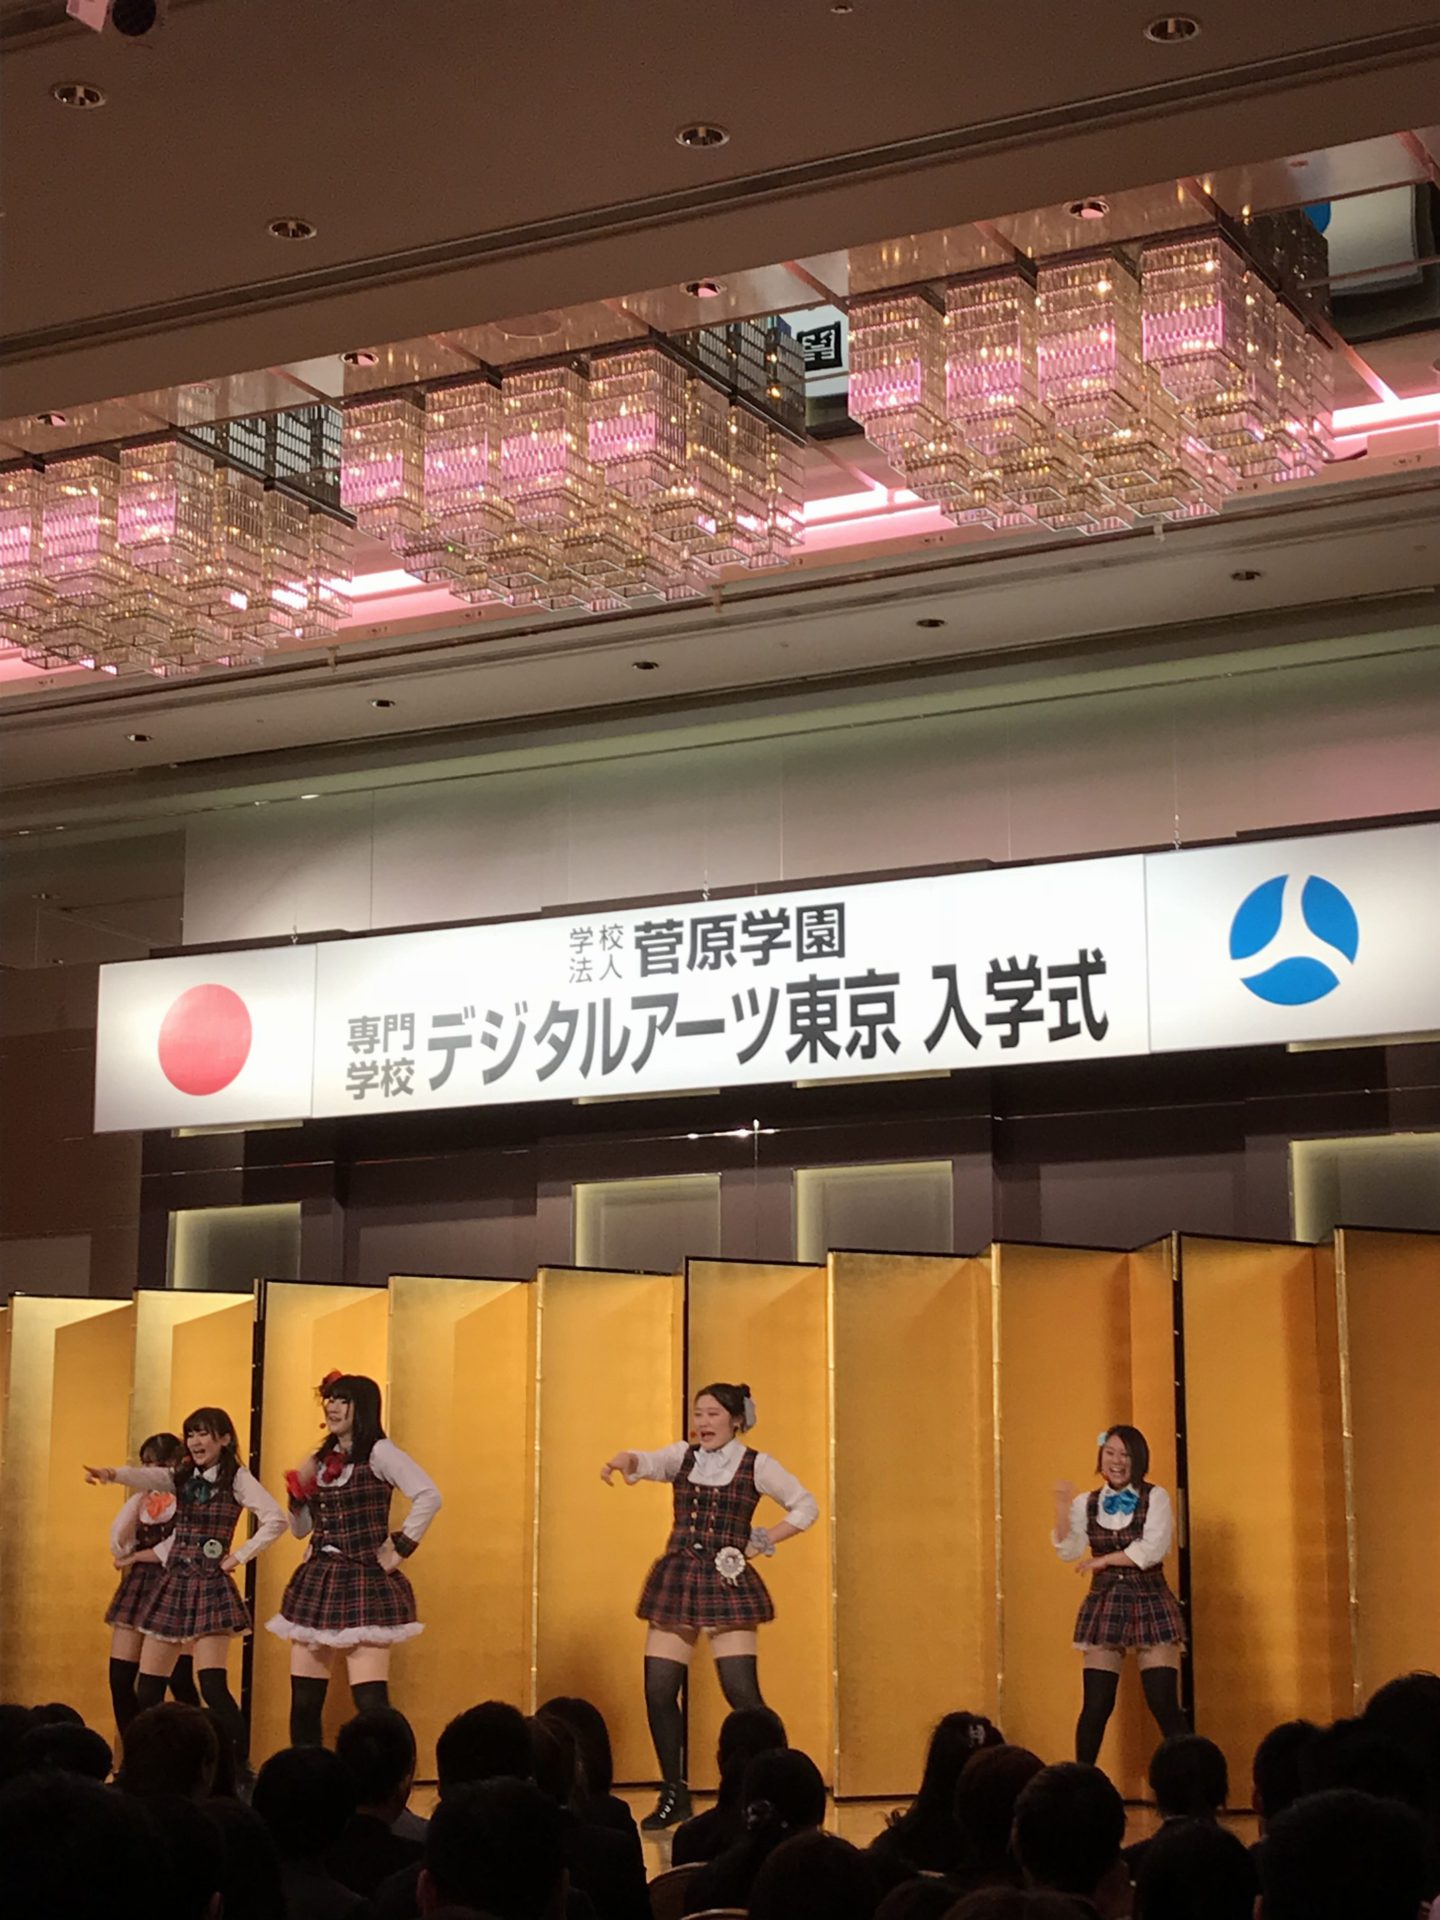 学校法人 菅原学園
専門学校 デジタルアーツ東京 入学式